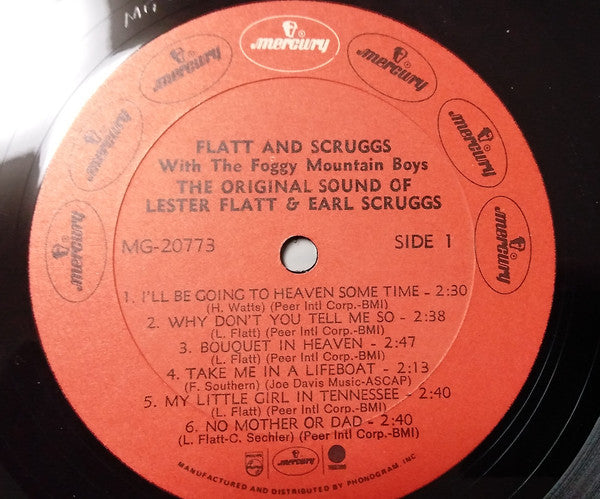 MG
mercury
mercury
mercury
mercury
mercury
mercury
mercury
FLATT AND SCRUGGS
With The Foggy Mountain Boys
THE ORIGINAL SOUND OF
LESTER FLATT & EARL SCRUGGS
MG-20773 SIDE 1
1. I'LL BE GOING TO HEAVEN SOME TIME - 2:30
(H. Watts) (Peer Intl Corp.-BMI)
2. WHY DON'T YOU TELL ME SO - 2:38
(L. Flatt) (Peer Intl Corp.-BMI)
3. BOUQUET IN HEAVEN - 2:47
(L. Flatt) (Peer Intl Corp.-BMI)
4. TAKE ME IN A LIFEBOAT - 2:13
(F. Southern) (Joe Davis Music-ASCAP)
5. MY LITTLE GIRL IN TENNESSEE - 2:40
(L. Flatt) (Peer Intl Corp.-BMI)
6. NO MOTHER OR DAD - 2:40
(L. Flatt-C. Sechler) (Peer Intl Corp.-BMI)
PHILIPS mercury
MANUFACTURED AND DISTRIBUTED BY PHONOGRAM, INC